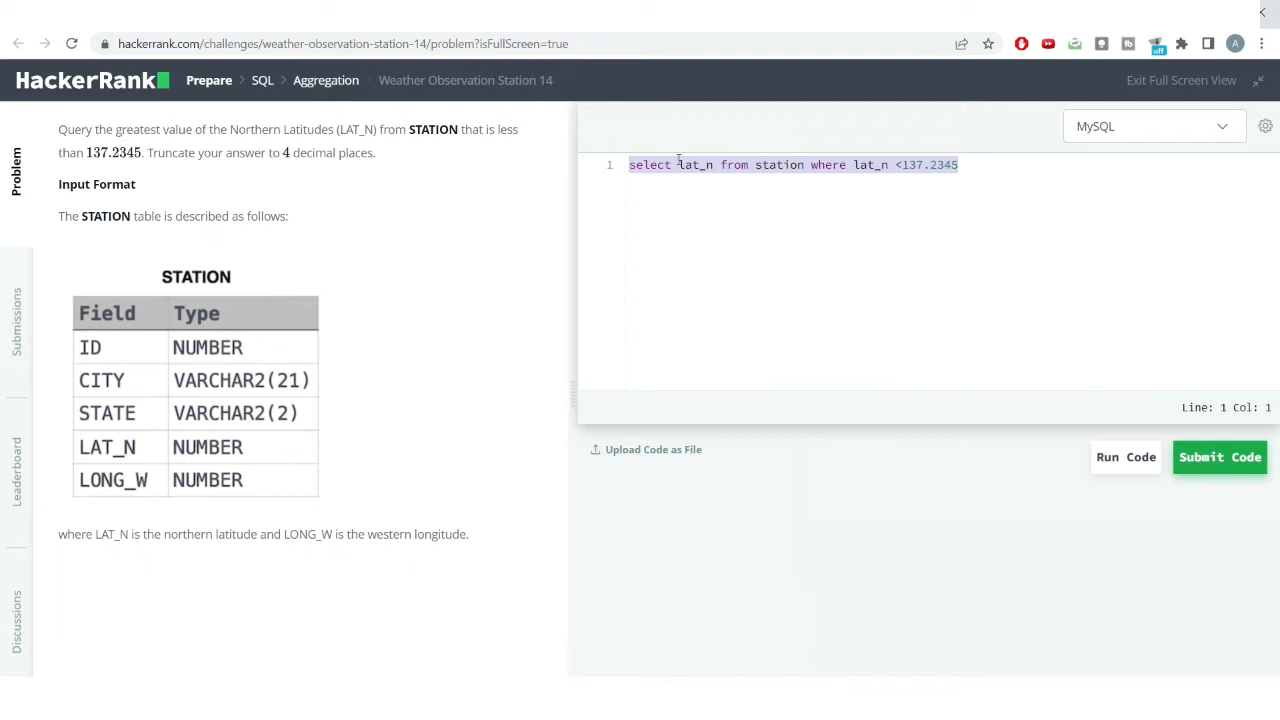 hackerrank.com/challenges/weather-observation-station-14/problem?isFullScreen=true
off
A
HackerRank
Prepare > SQL > Aggregation > Weather Observation Station 14
Exit Full Screen View
Problem
Submissions
Leaderboard
Discussions
Query the greatest value of the Northern Latitudes (LAT_N) from STATION that is less
than 137.2345. Truncate your answer to 4 decimal places.
Input Format
The STATION table is described as follows:
STATION
Field Type
ID NUMBER
CITY VARCHAR2(21)
STATE VARCHAR2(2)
LAT_N NUMBER
LONG_W NUMBER
where LAT_N is the northern latitude and LONG_W is the western longitude.
MySQL
1 select lat_n from station where lat_n <137.2345
Line: 1 Col: 1
Upload Code as File
Run Code
Submit Code